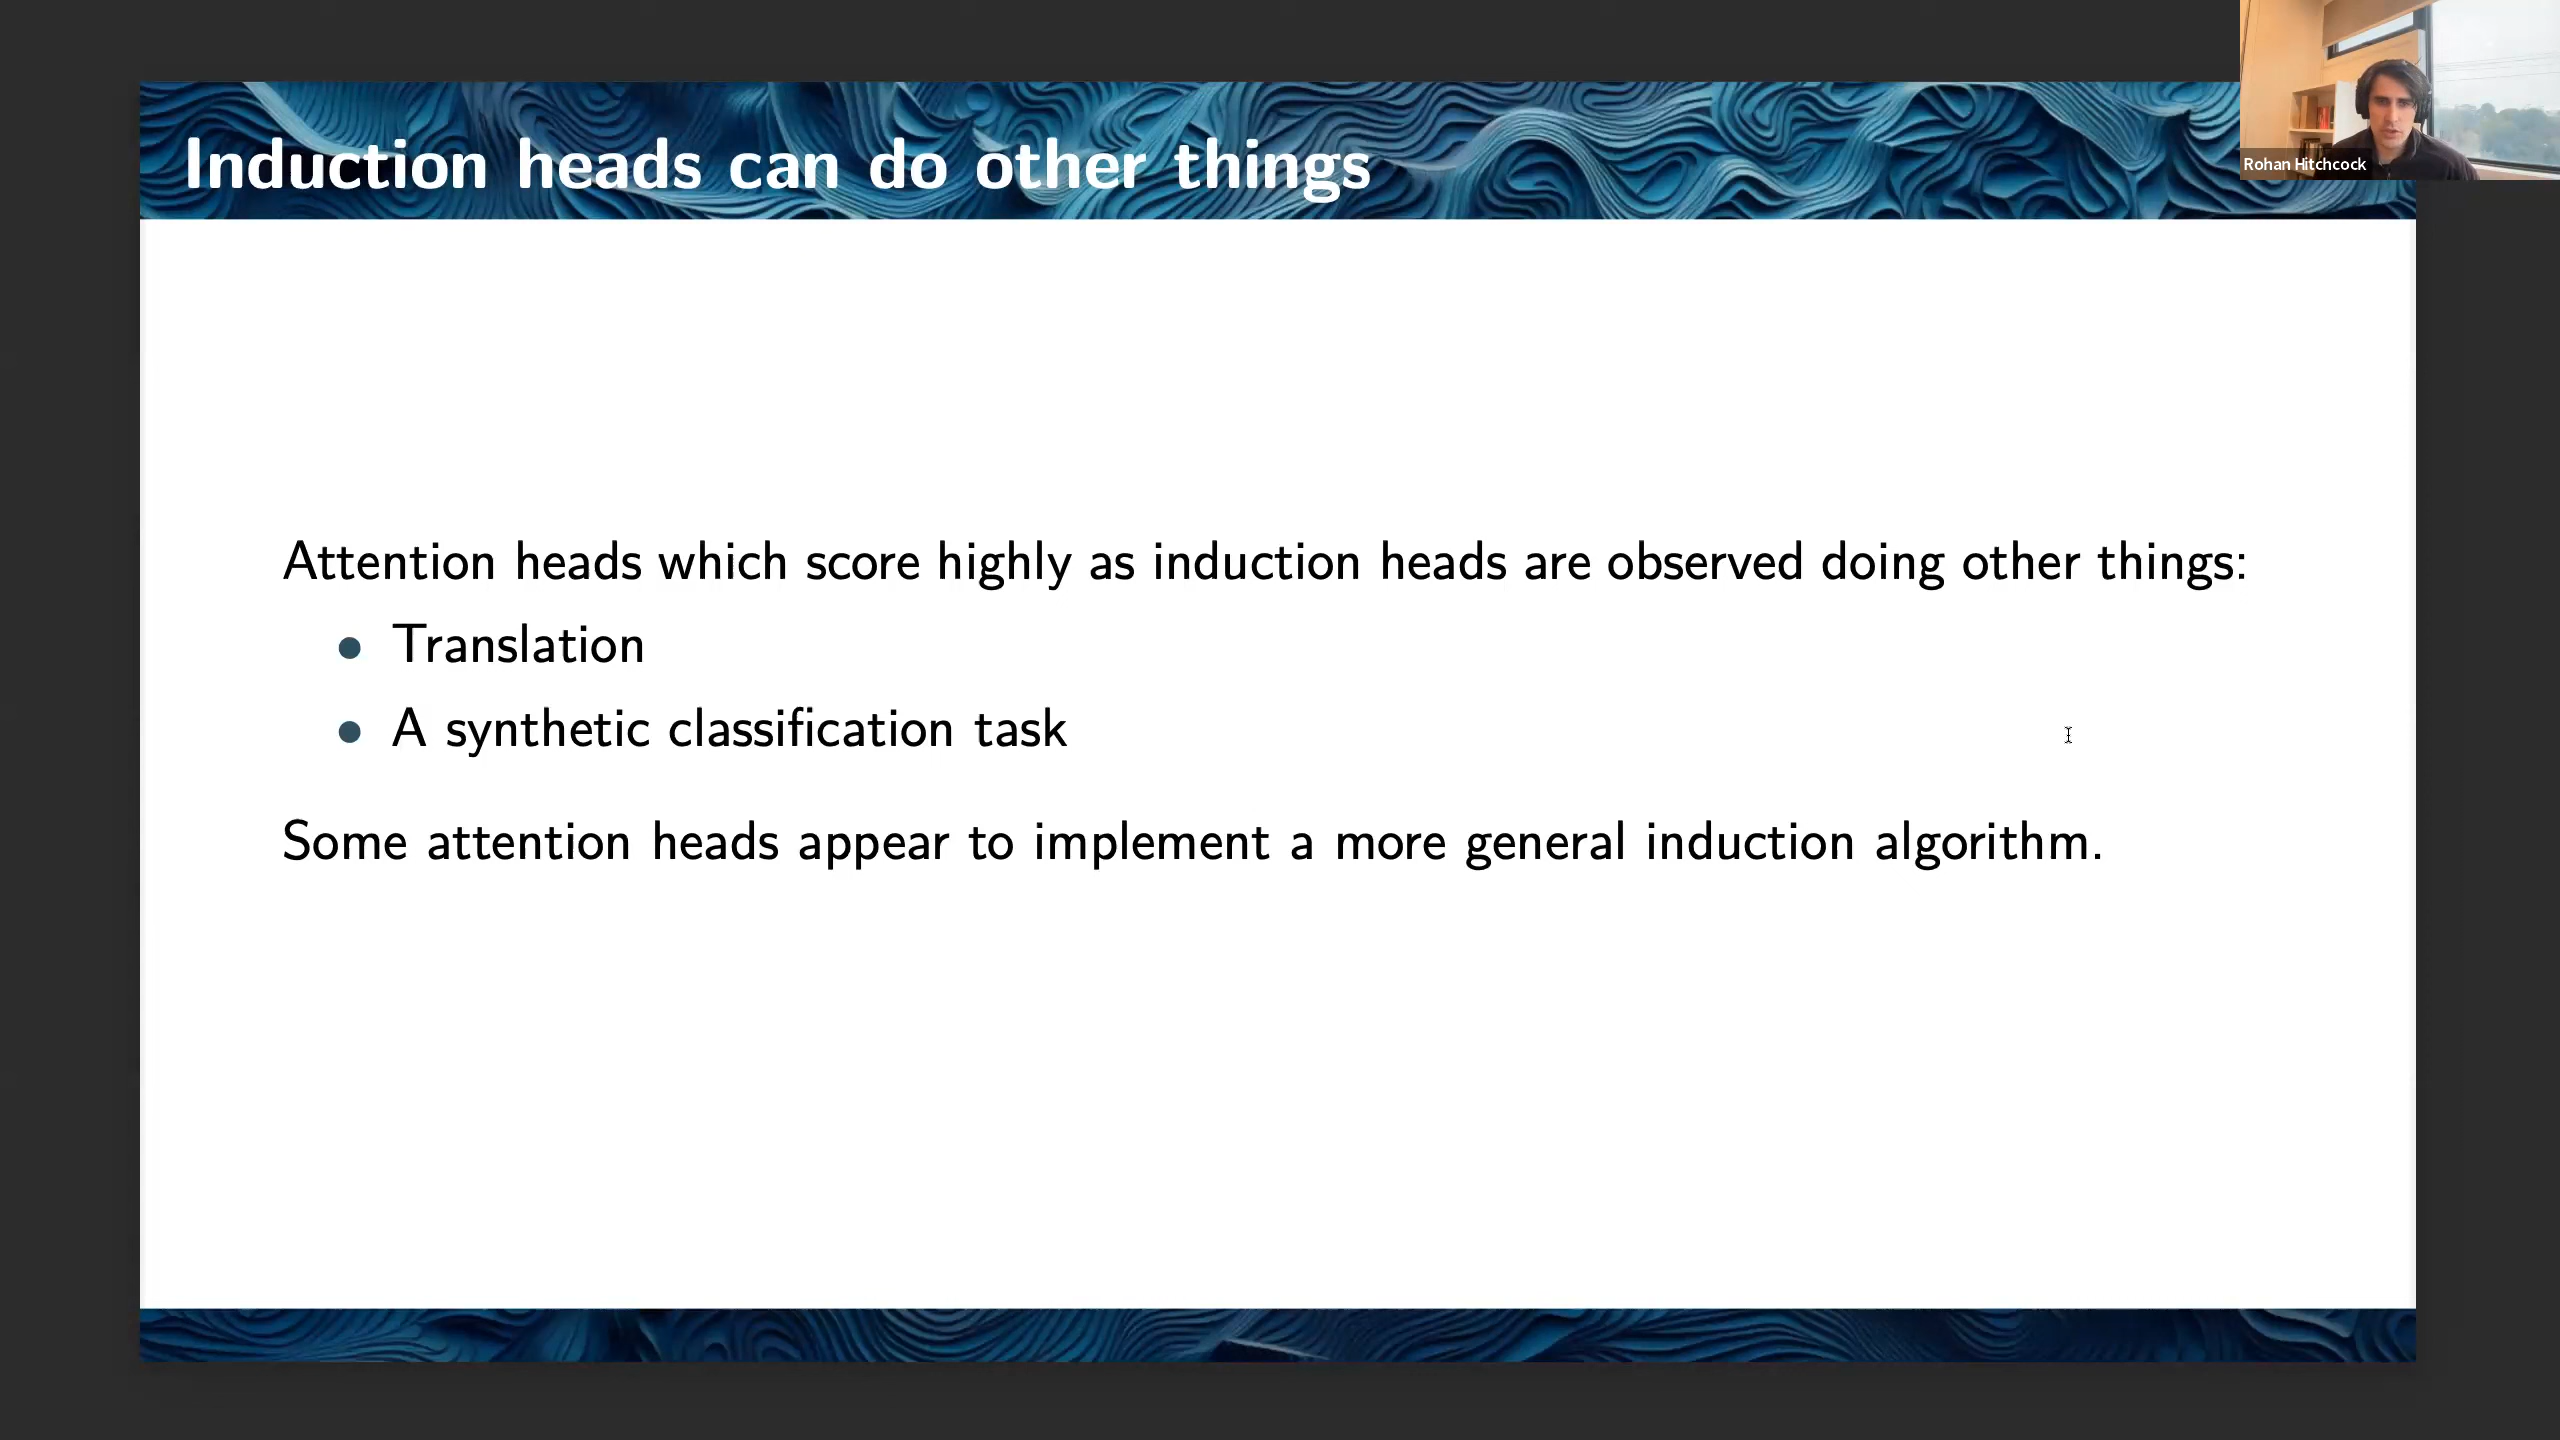 Induction heads can do other things
Rohan Hitchcock
Attention heads which score highly as induction heads are observed doing other things:
• Translation
• A synthetic classification task
Some attention heads appear to implement a more general induction algorithm.